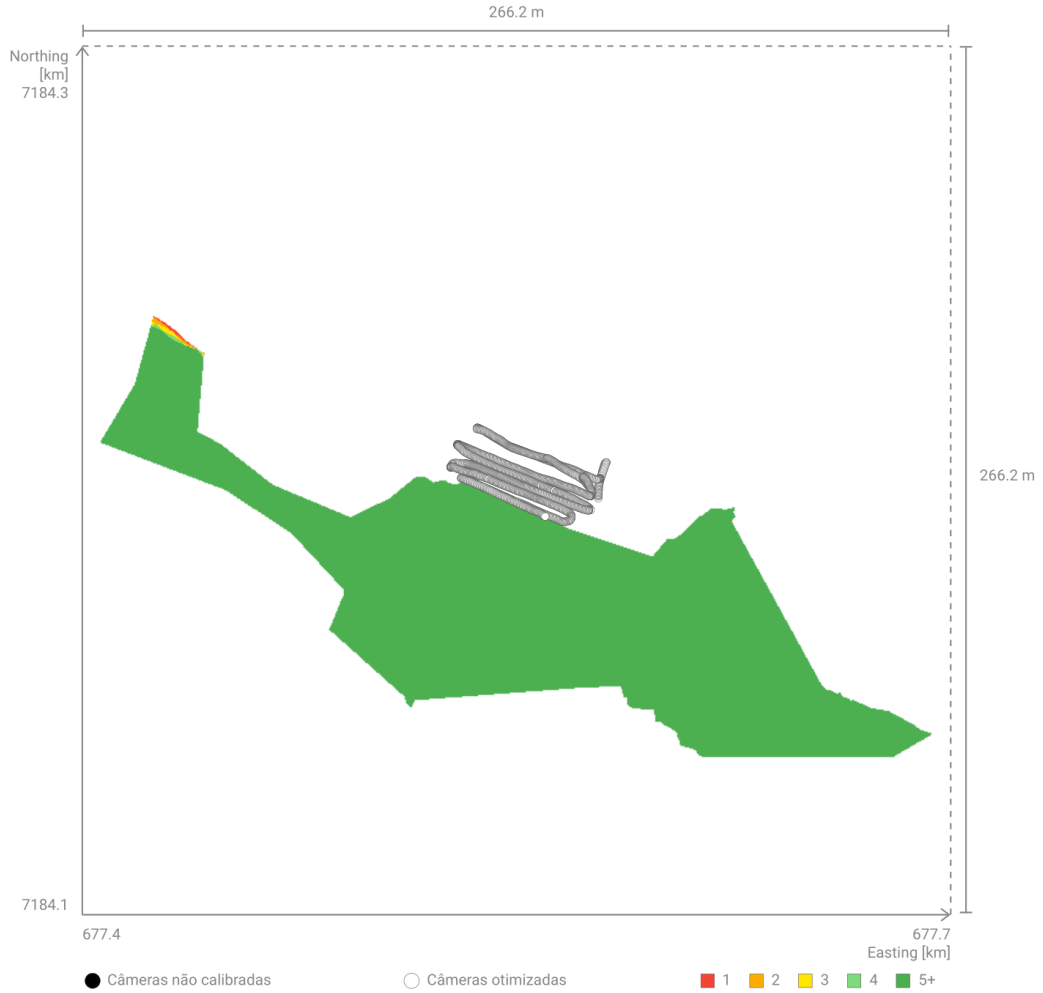 266.2 m
Northing
[km]
7184.3
266.2 m
7184.1
677.4
677.7
Easting [km]
Câmeras não calibradas
Câmeras otimizadas
1
2
3
4
5+